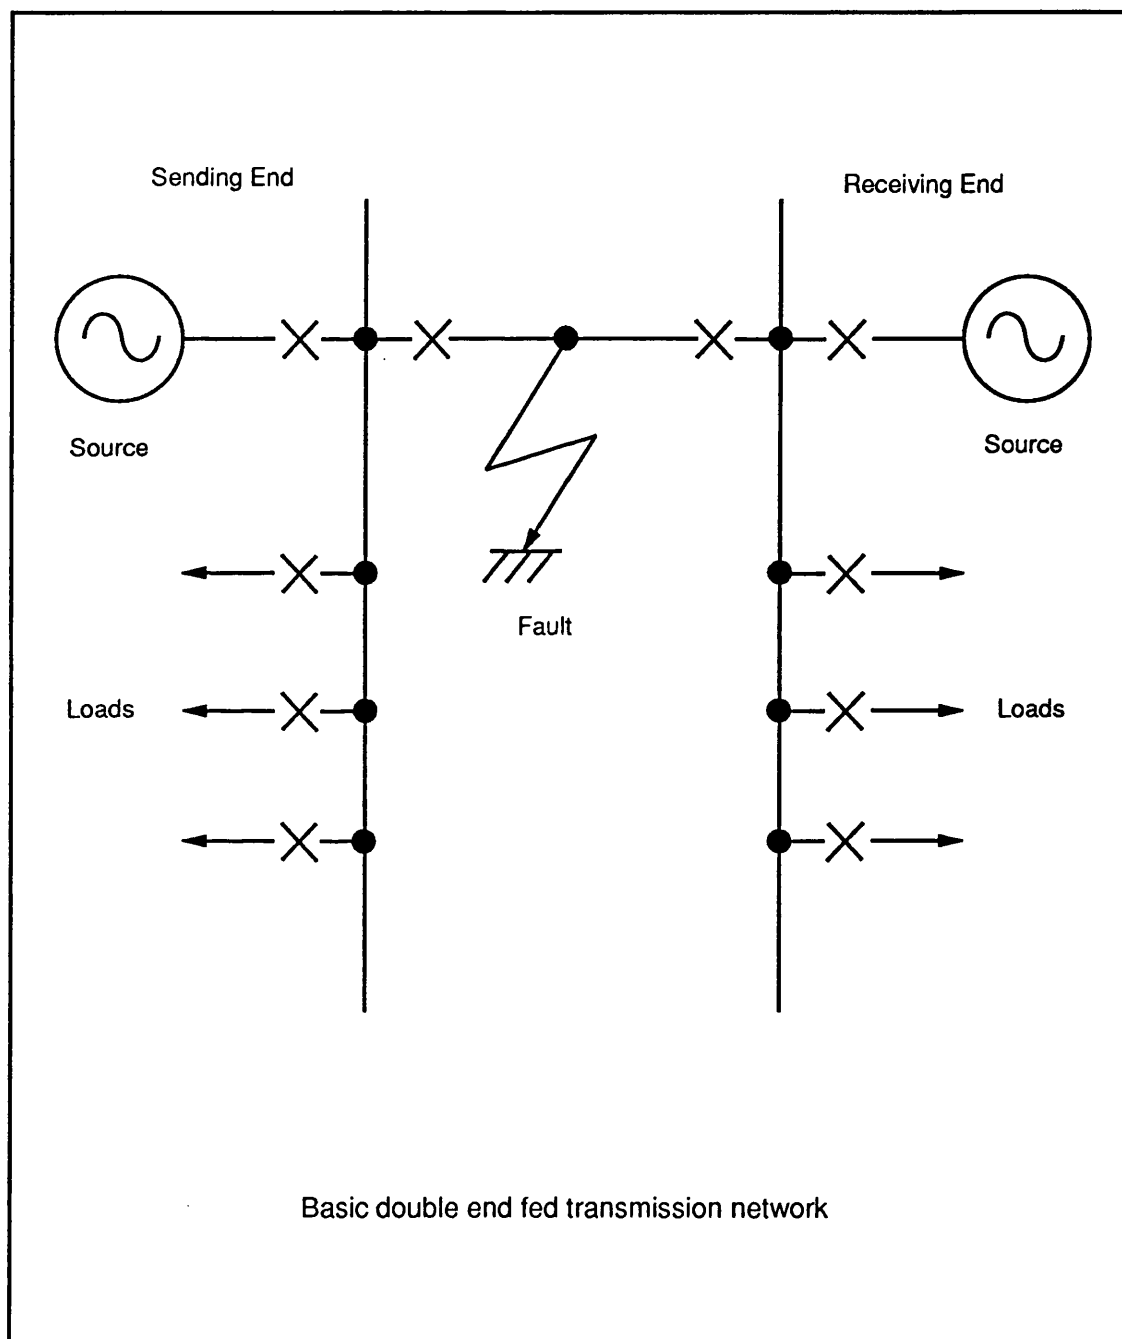 Sending End
Receiving End
Source
Source
Fault
Loads
Loads
Basic double end fed transmission network